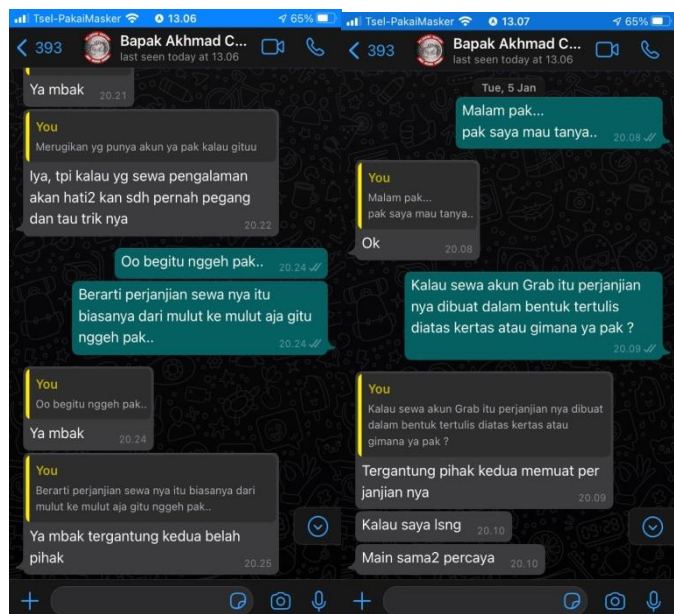 Tsel-PakaiMasker 13.06 65%
393 Bapak Akhmad C...
last seen today at 13.06
Ya mbak 20.21
You
Merugikan yg punya akun ya pak kalau gituu
Iya, tpi kalau yg sewa pengalaman
akan hati2 kan sdh pernah pegang
dan tau trik nya 20.22
Oo begitu nggeh pak.. 20.24
Berarti perjanjian sewa nya itu
biasanya dari mulut ke mulut aja gitu
nggeh pak.. 20.24
You
Oo begitu nggeh pak..
Ya mbak 20.24
You
Berarti perjanjian sewa nya itu biasanya dari
mulut ke mulut aja gitu nggeh pak..
Ya mbak tergantung kedua belah
pihak 20.25
Tsel-PakaiMasker 13.07 65%
393 Bapak Akhmad C...
last seen today at 13.06
Tue, 5 Jan
Malam pak...
pak saya mau tanya.. 20.08
You
Malam pak...
pak saya mau tanya..
Ok 20.08
Kalau sewa akun Grab itu perjanjian
nya dibuat dalam bentuk tertulis
diatas kertas atau gimana ya pak ?
20.09
You
Kalau sewa akun Grab itu perjanjian nya dibuat
dalam bentuk tertulis diatas kertas atau
gimana ya pak ?
Tergantung pihak kedua memuat per
janjian nya 20.09
Kalau saya lsng 20.10
Main sama2 percaya 20.10